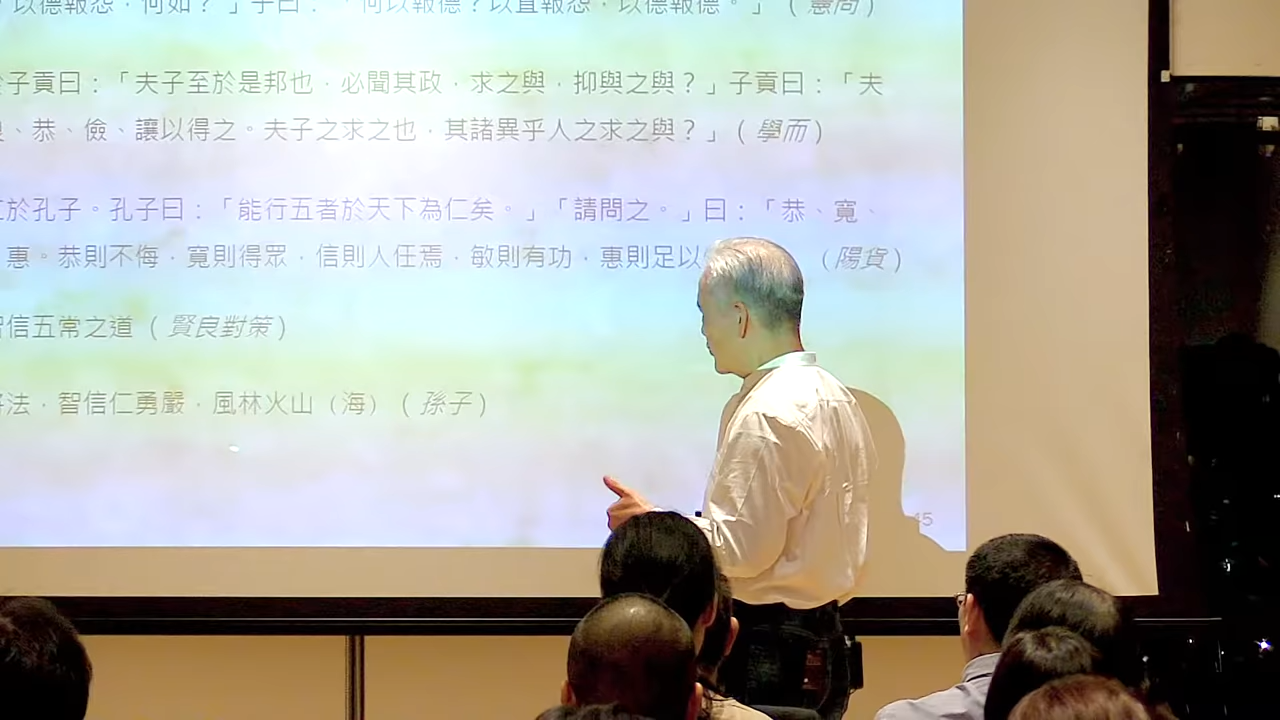 以德報怨，何如？」子曰：「何以報德？以直報怨，以德報德。」（憲問）
子貢曰：「夫子至於是邦也，必聞其政，求之與，抑與之與？」子貢曰：「夫
、恭、儉、讓以得之。夫子之求之也，其諸異乎人之求之與？」（學而）
於孔子。孔子曰：「能行五者於天下為仁矣。」「請問之。」曰：「恭、寬、
惠。恭則不侮，寬則得眾，信則人任焉，敏則有功，惠則足以 （陽貨）
信五常之道（賢良對策）
法，智信仁勇嚴，風林火山（海）（孫子）